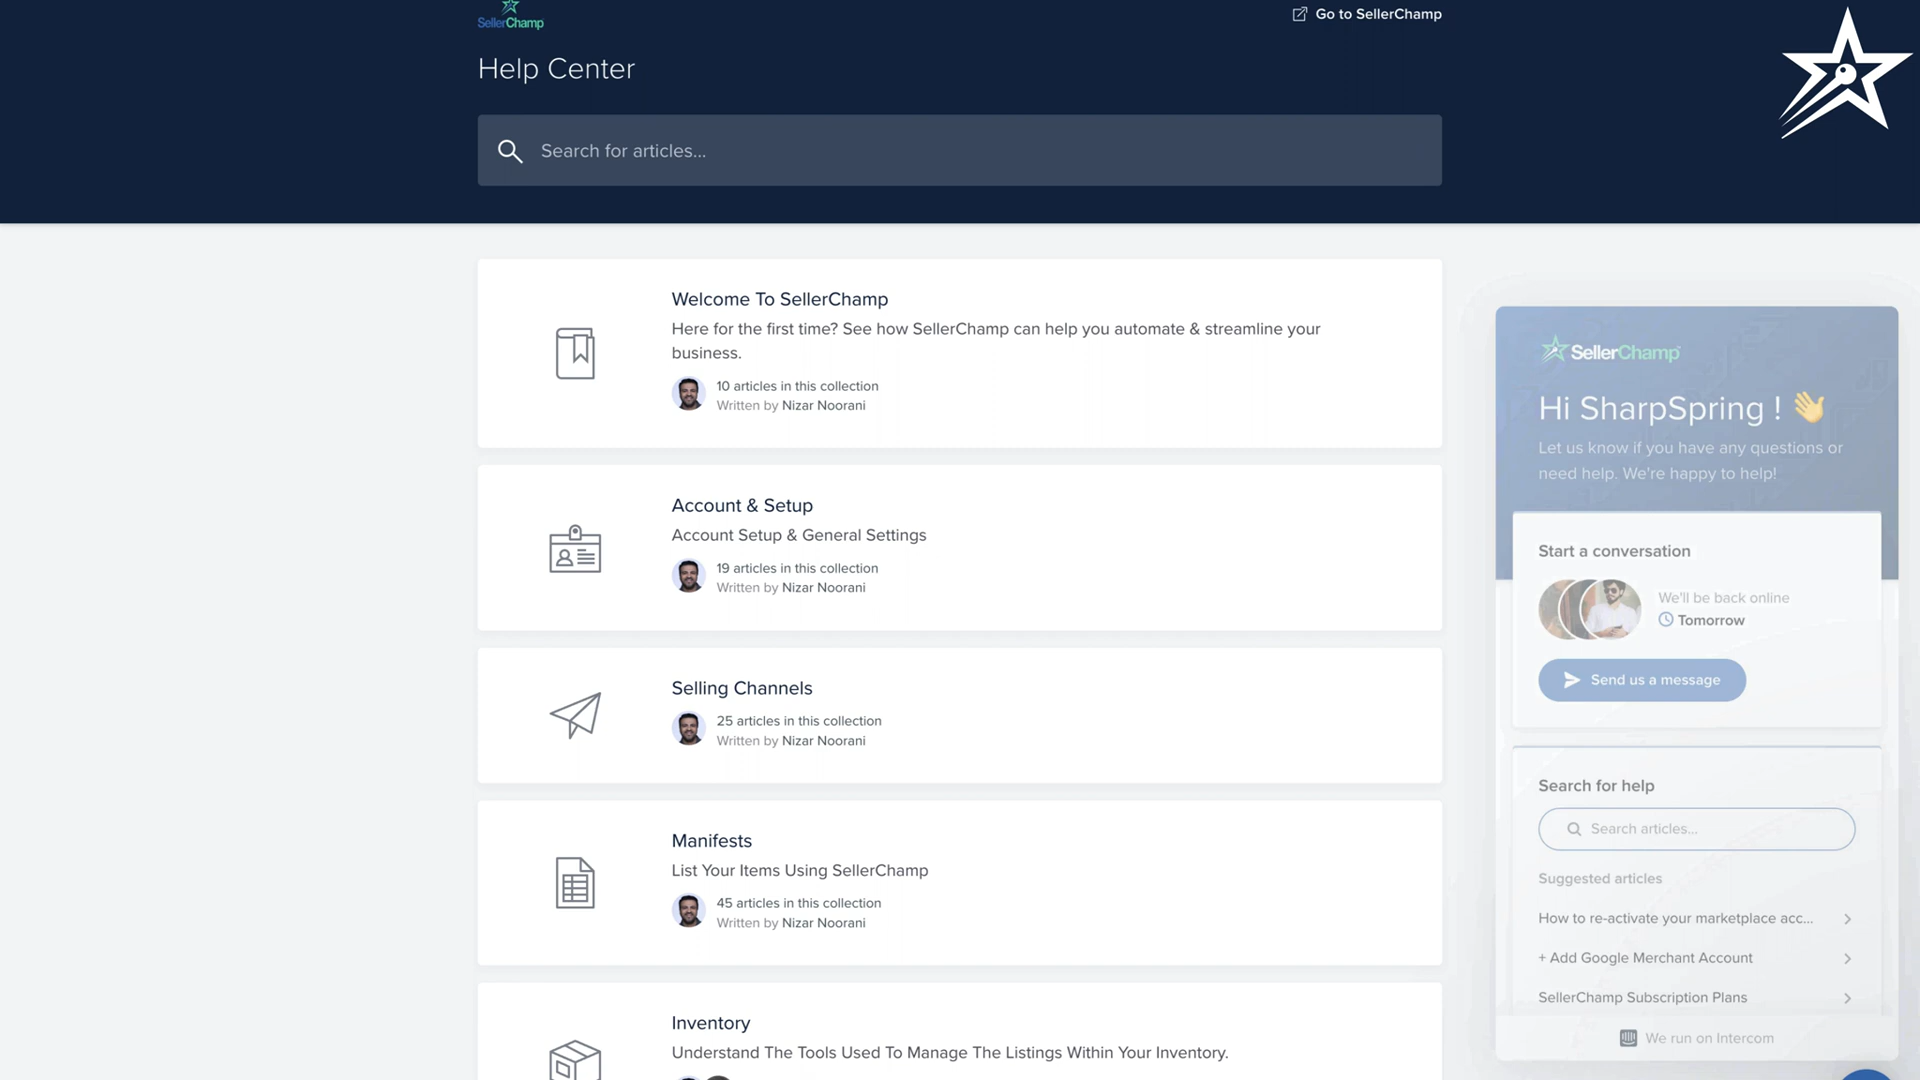 SellerChamp
Go to SellerChamp
Help Center
Search for articles...
Welcome To SellerChamp
Here for the first time? See how SellerChamp can help you automate & streamline your
business.
10 articles in this collection
Written by Nizar Noorani
Account & Setup
Account Setup & General Settings
19 articles in this collection
Written by Nizar Noorani
Selling Channels
25 articles in this collection
Written by Nizar Noorani
Manifests
List Your Items Using SellerChamp
45 articles in this collection
Written by Nizar Noorani
Inventory
Understand The Tools Used To Manage The Listings Within Your Inventory.
SellerChamp
Hi SharpSpring ! 👋
Let us know if you have any questions or
need help. We're happy to help!
Start a conversation
We'll be back online
Tomorrow
Send us a message
Search for help
Search articles...
Suggested articles
How to re-activate your marketplace acc...
+ Add Google Merchant Account
SellerChamp Subscription Plans
We run on Intercom